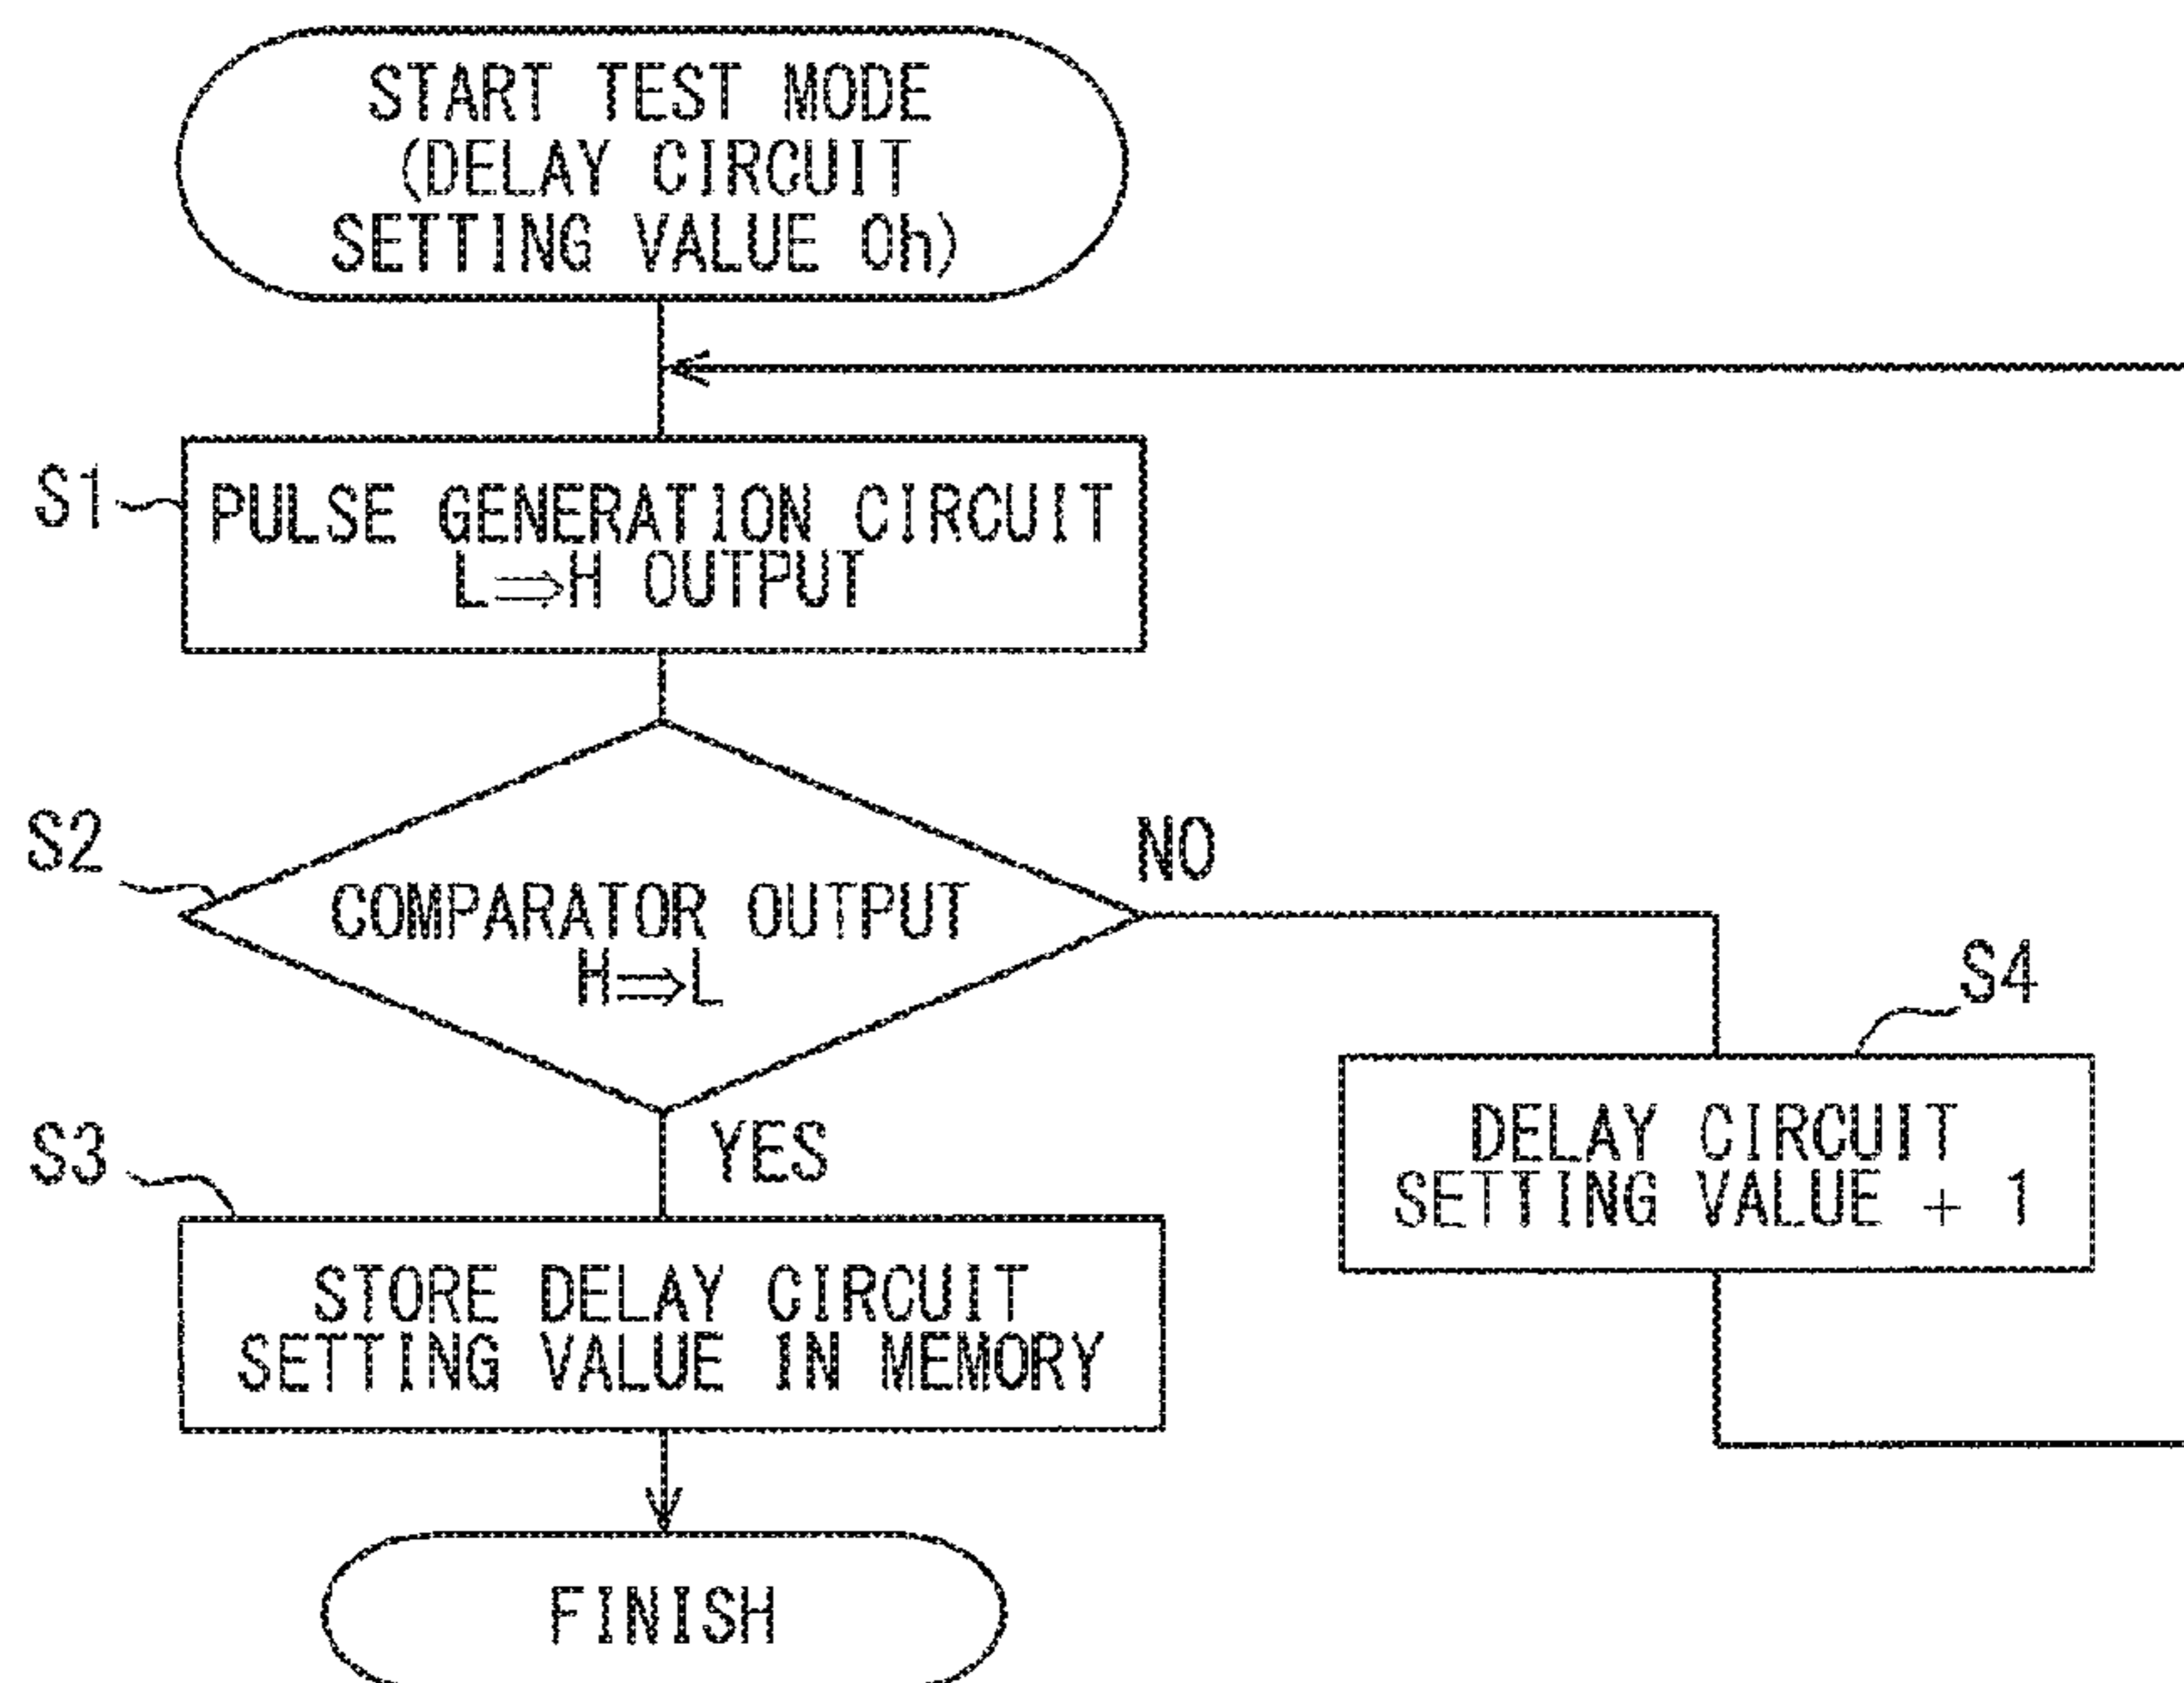 START TEST MODE
(DELAY CIRCUIT
SETTING VALUE 0h)
S1
PULSE GENERATION CIRCUIT
L⇒H OUTPUT
S2
COMPARATOR OUTPUT
H⇒L
NO
YES
S4
DELAY CIRCUIT
SETTING VALUE + 1
S3
STORE DELAY CIRCUIT
SETTING VALUE IN MEMORY
FINISH